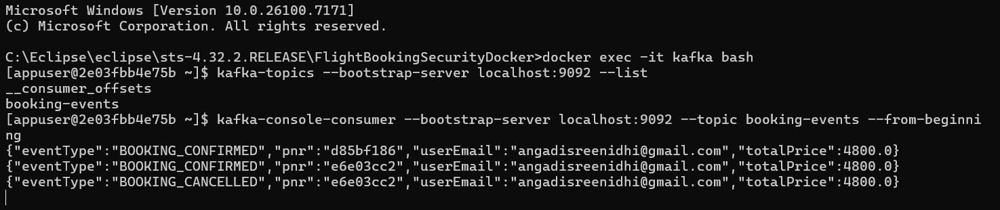 Microsoft Windows [Version 10.0.26100.7171]
(c) Microsoft Corporation. All rights reserved.
C:\Eclipse\eclipse\sts-4.32.2.RELEASE\FlightBookingSecurityDocker>docker exec -it kafka bash
[appuser@2e03fbb4e75b ~]$ kafka-topics --bootstrap-server localhost:9092 --list
__consumer_offsets
booking-events
[appuser@2e03fbb4e75b ~]$ kafka-console-consumer --bootstrap-server localhost:9092 --topic booking-events --from-beginni
ng
{"eventType":"BOOKING_CONFIRMED","pnr":"d85bf186","userEmail":"angadisreenidhi@gmail.com","totalPrice":4800.0}
{"eventType":"BOOKING_CONFIRMED","pnr":"e6e03cc2","userEmail":"angadisreenidhi@gmail.com","totalPrice":4800.0}
{"eventType":"BOOKING_CANCELLED","pnr":"e6e03cc2","userEmail":"angadisreenidhi@gmail.com","totalPrice":4800.0}